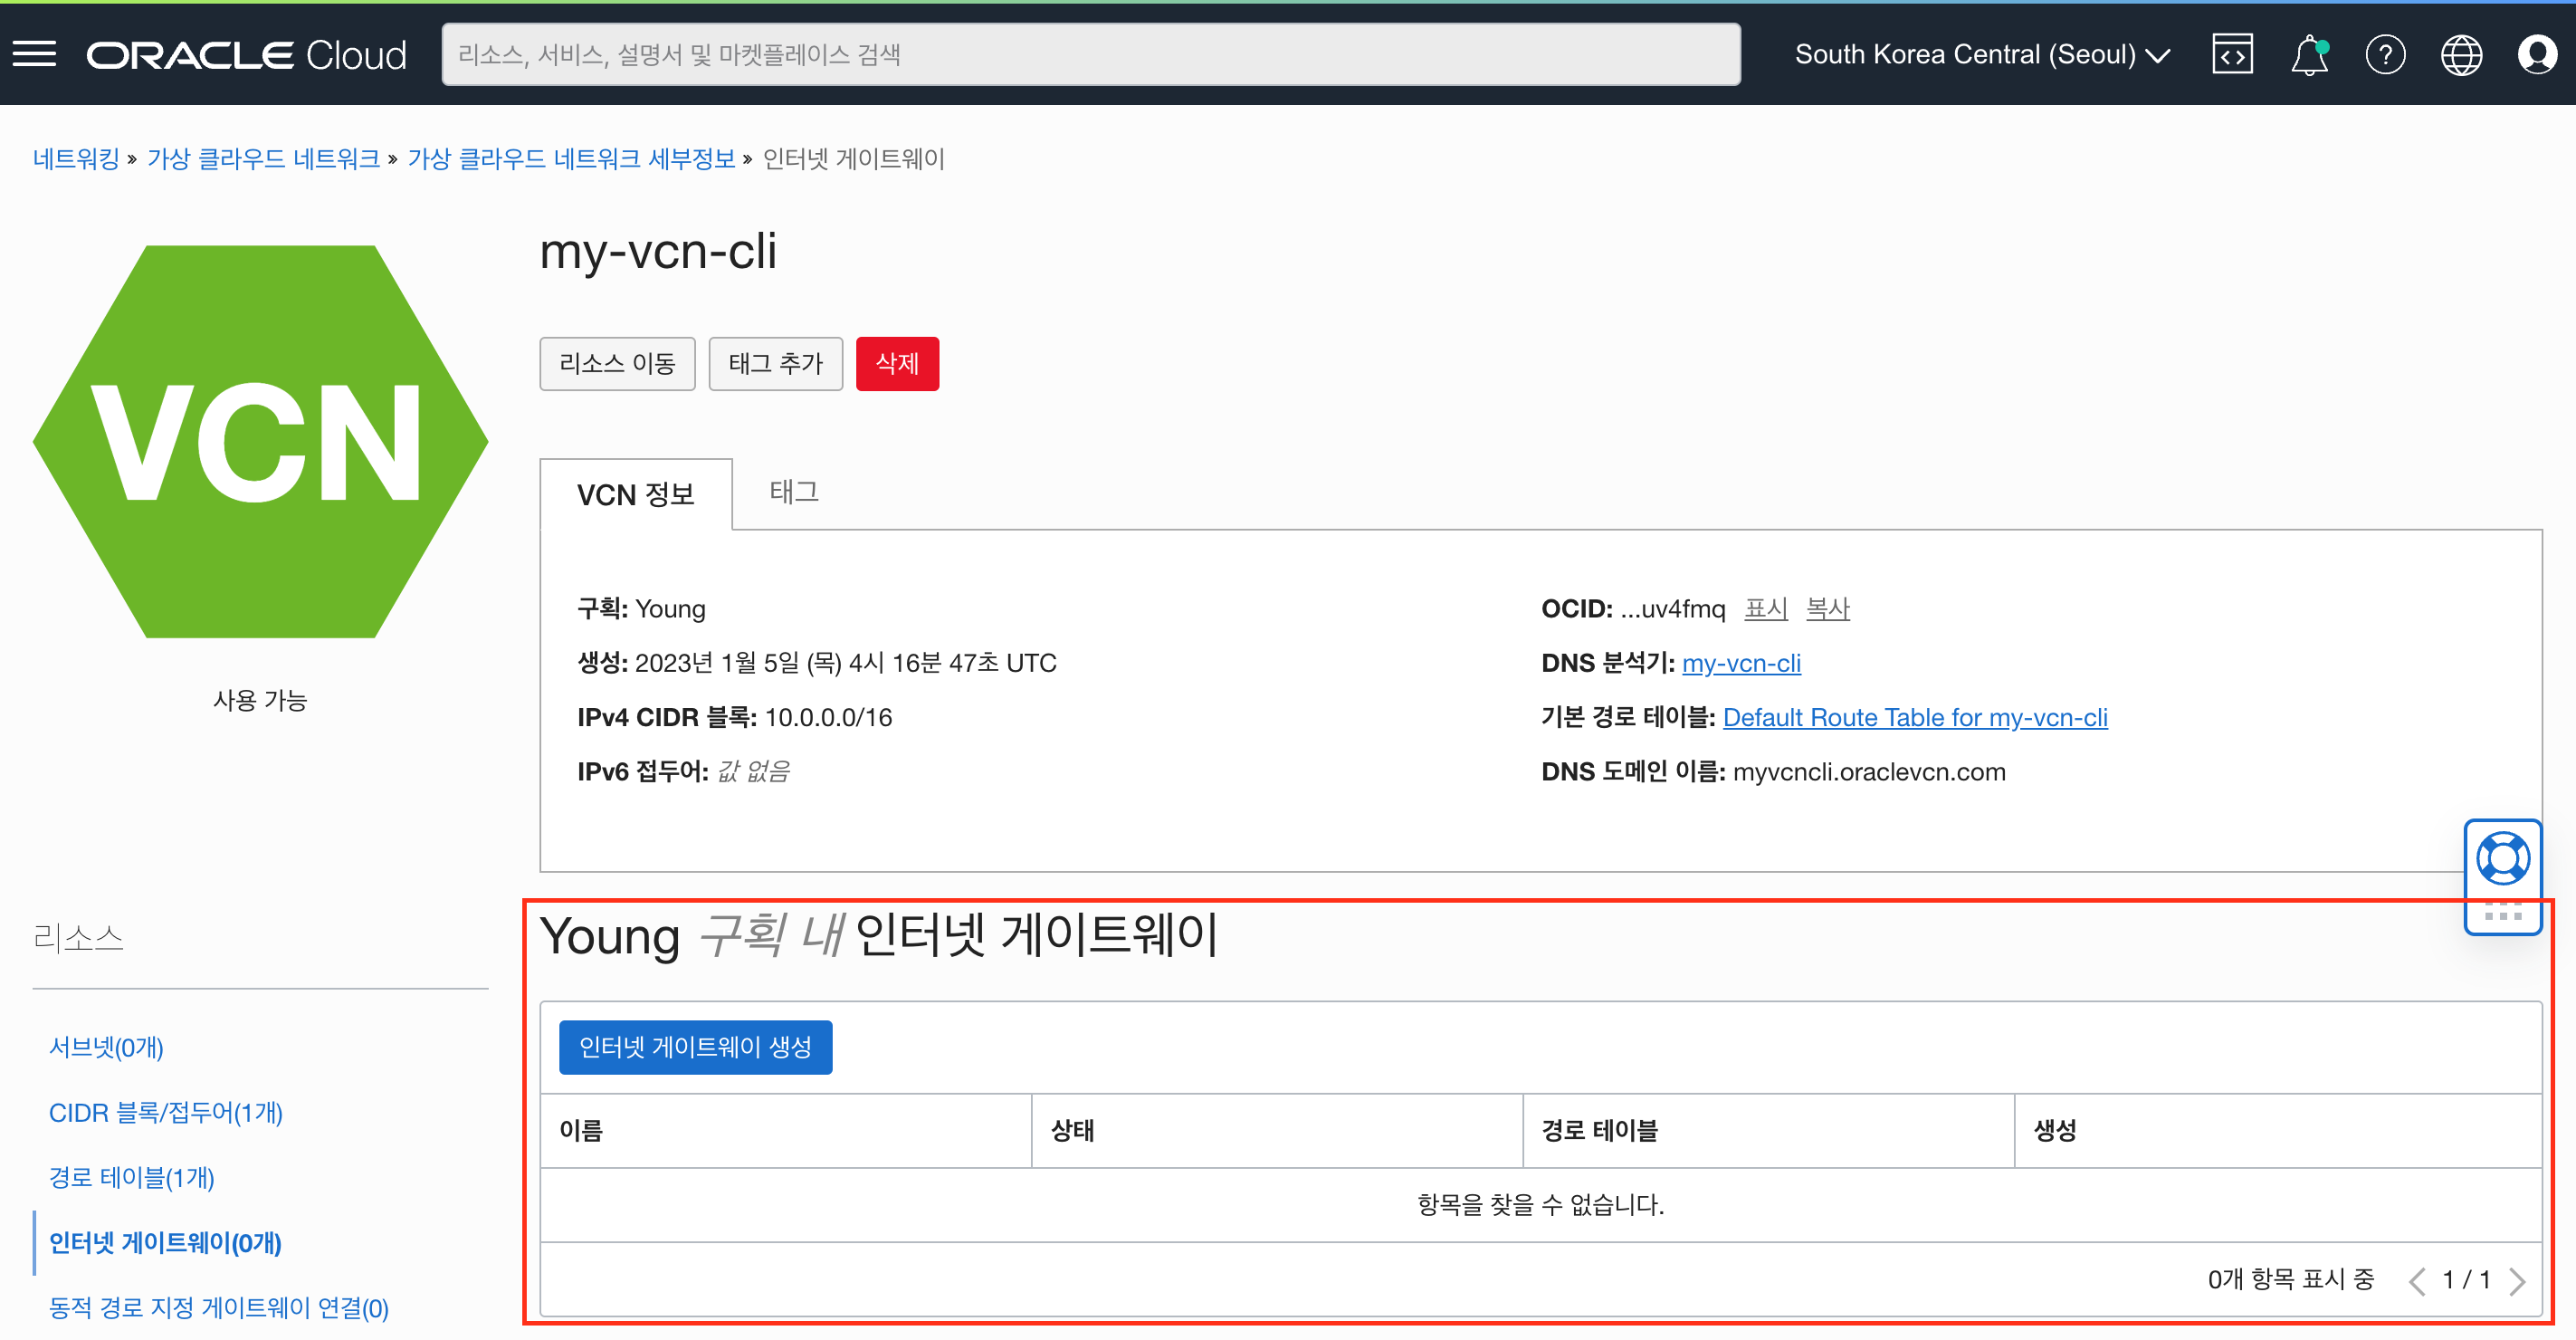 ORACLE Cloud
리소스, 서비스, 설명서 및 마켓플레이스 검색
South Korea Central (Seoul)
네트워킹 » 가상 클라우드 네트워크 » 가상 클라우드 네트워크 세부정보 » 인터넷 게이트웨이
VCN
사용 가능
my-vcn-cli
리소스 이동 태그 추가 삭제
VCN 정보 태그
구획: Young
생성: 2023년 1월 5일 (목) 4시 16분 47초 UTC
IPv4 CIDR 블록: 10.0.0.0/16
IPv6 접두어: 값 없음
OCID: ...uv4fmq 표시 복사
DNS 분석기: my-vcn-cli
기본 경로 테이블: Default Route Table for my-vcn-cli
DNS 도메인 이름: myvcncli.oraclevcn.com
리소스
서브넷(0개)
CIDR 블록/접두어(1개)
경로 테이블(1개)
인터넷 게이트웨이(0개)
동적 경로 지정 게이트웨이 연결(0)
Young 구획 내 인터넷 게이트웨이
인터넷 게이트웨이 생성
이름 상태 경로 테이블 생성
항목을 찾을 수 없습니다.
0개 항목 표시 중 1 / 1